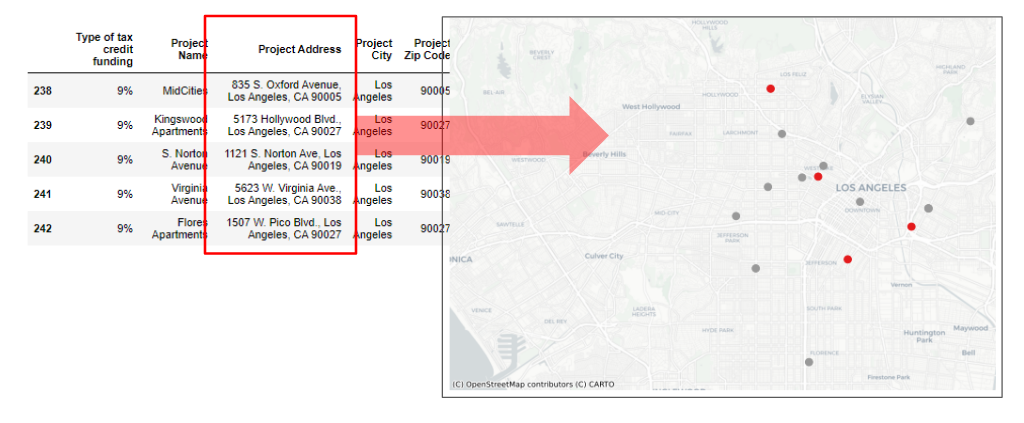 Type of tax
credit
funding
Project
Name
Project Address
Project
City
Project
Zip Code
238
9%
MidCities
835 S. Oxford Avenue,
Los Angeles, CA 90005
Los
Angeles
90005
239
9%
Kingswood
Apartments
5173 Hollywood Blvd.,
Los Angeles, CA 90027
Los
Angeles
90027
240
9%
S. Norton
Avenue
1121 S. Norton Ave, Los
Angeles, CA 90019
Los
Angeles
90019
241
9%
Virginia
Avenue
5623 W. Virginia Ave.,
Los Angeles, CA 90038
Los
Angeles
90038
242
9%
Flores
Apartments
1507 W. Pico Blvd., Los
Angeles, CA 90027
Los
Angeles
90027
HOLLYWOOD
HILLS
BEVERLY
CREST
HIGHLAND
PARK
LOS FELIZ
BEL-AIR
HOLLYWOOD
ELYSIAN
VALLEY
West Hollywood
FAIRFAX
LARCHMONT
Beverly Hills
WESTWOOD
LOS ANGELES
DOWNTOWN
MID-CITY
SAWTELLE
JEFFERSON
PARK
Culver City
JEFFERSON
NICA
Vernon
VENICE
LADERA
HEIGHTS
SOUTH PARK
DEL REY
HYDE PARK
Huntington
Park
Maywood
Bell
FLORENCE
Firestone Park
(C) OpenStreetMap contributors (C) CARTO